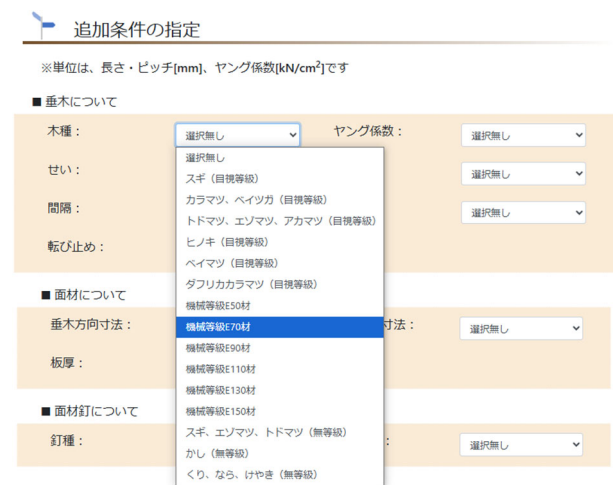 追加条件の指定
※単位は、長さ・ピッチ[mm]、ヤング係数[kN/cm²]です
■ 垂木について
木種： 選択無し ヤング係数： 選択無し
選択無し
スギ（目視等級）
せい： 選択無し
カラマツ、ベイツガ（目視等級）
間隔： 選択無し
トドマツ、エゾマツ、アカマツ（目視等級）
ヒノキ（目視等級）
転び止め：
ベイマツ（目視等級）
ダフリカカラマツ（目視等級）
■ 面材について
機械等級E50材
垂木方向寸法： 機械等級E70材 寸法： 選択無し
機械等級E90材
板厚：
機械等級E110材
機械等級E130材
■ 面材釘について
機械等級E150材
スギ、エゾマツ、トドマツ（無等級）
釘種： ： 選択無し
かし（無等級）
くり、なら、けやき（無等級）